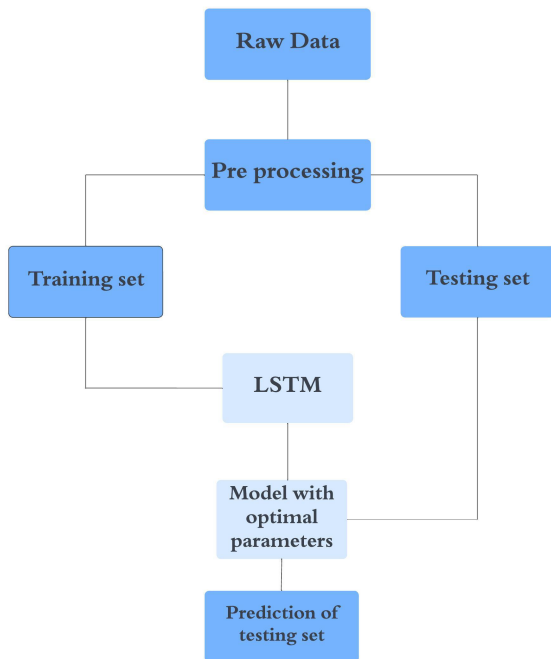 Raw Data
Pre processing
Training set
Testing set
LSTM
Model with
optimal
parameters
Prediction of
testing set